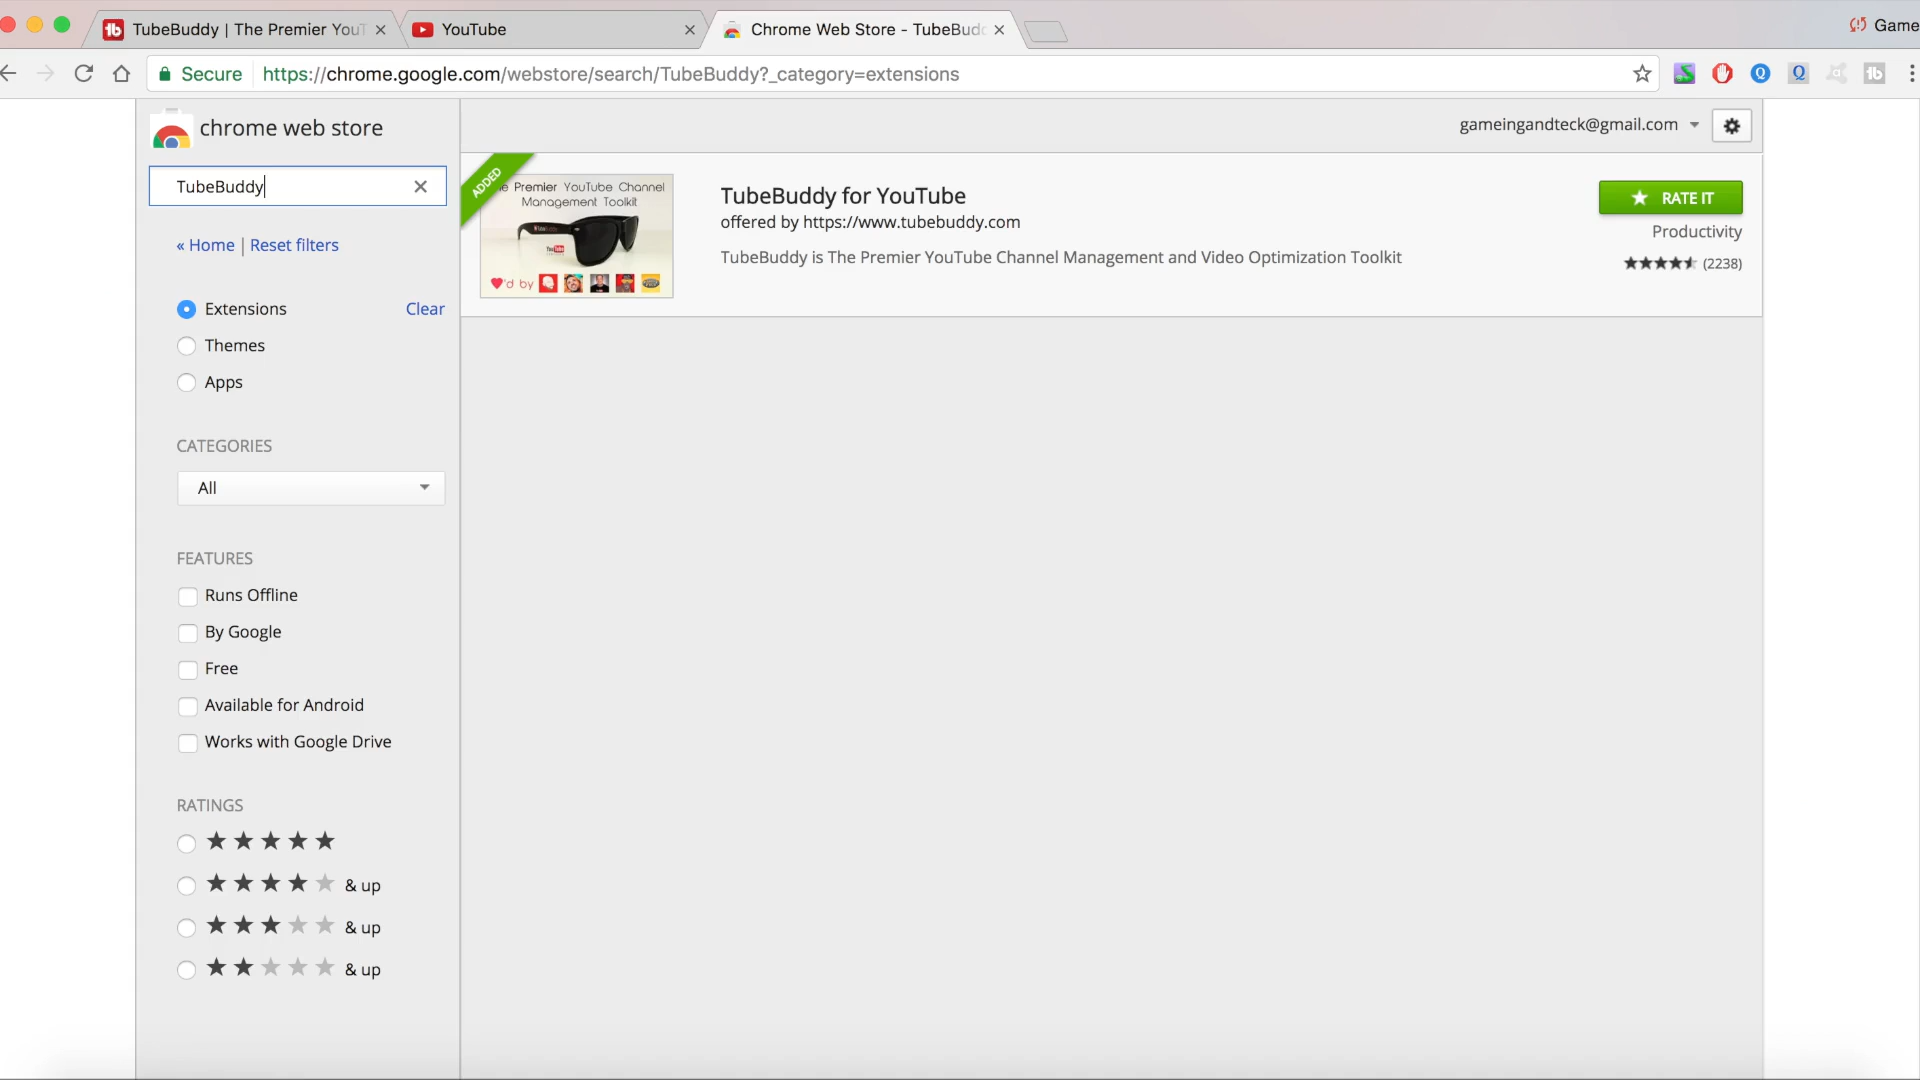 TubeBuddy | The Premier YouT
YouTube
Chrome Web Store - TubeBudd
Game
Secure https://chrome.google.com/webstore/search/TubeBuddy?_category=extensions
chrome web store
gameingandteck@gmail.com
TubeBuddy
« Home | Reset filters
Extensions Clear
Themes
Apps
CATEGORIES
All
FEATURES
Runs Offline
By Google
Free
Available for Android
Works with Google Drive
RATINGS
& up
& up
& up
ADDED
Premier YouTube Channel
Management Toolkit
YouTube
'd by
TubeBuddy for YouTube
offered by https://www.tubebuddy.com
TubeBuddy is The Premier YouTube Channel Management and Video Optimization Toolkit
RATE IT
Productivity
(2238)